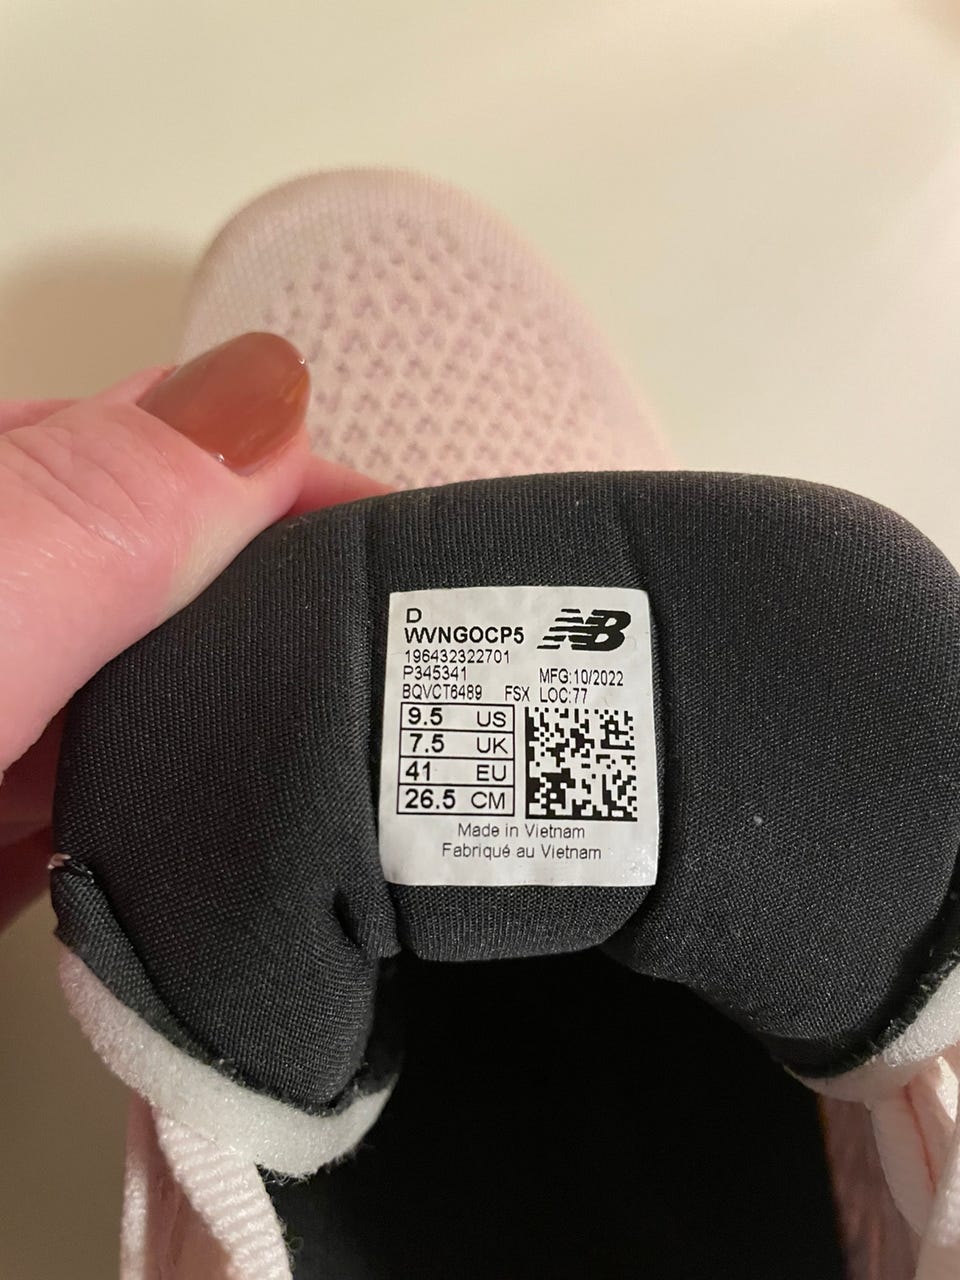 D
WVNGOCP5 NB
196432322701
P345341 MFG:10/2022
BQVCT6489 FSX LOC:77
9.5 US
7.5 UK
41 EU
26.5 CM
Made in Vietnam
Fabriqué au Vietnam